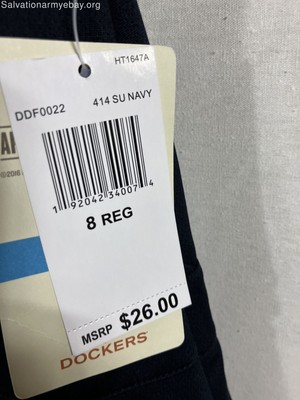 Salvationarmyebay.org
HT1647A
DDF0022 414 SU NAVY
1 92042 34007 4
8 REG
MSRP $26.00
DOCKERS